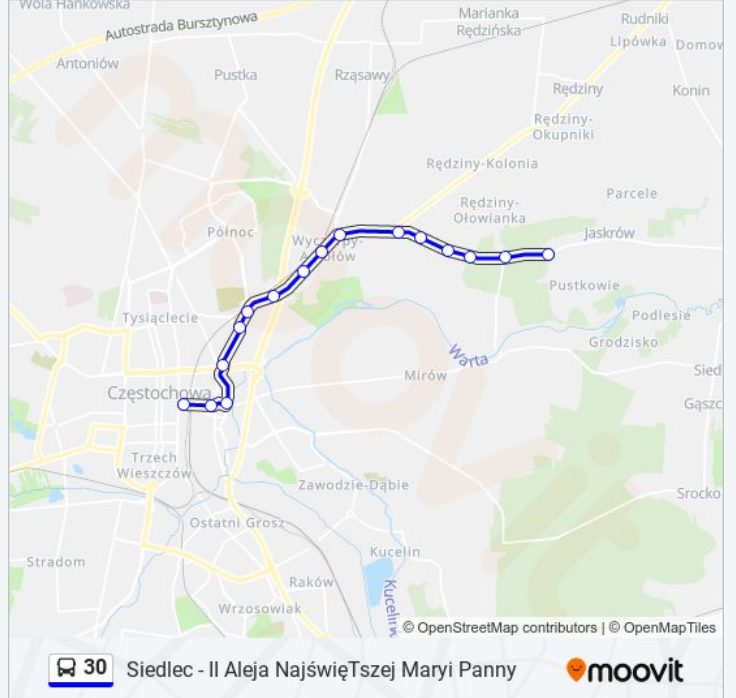 Wola Hankowska
Autostrada Bursztynowa
Marianka
Rędzińska
Rudniki
Lipówka
Domow
Antoniów
Pustka
Rząsawy
Rędziny
Konin
Rędziny-
Okupniki
Rędziny-Kolonia
Parcele
Rędziny-
Ołowianka
Jaskrów
Północ
Pustkowie
Podlesie
Tysiąclecie
Grodzisko
Warta
Mirów
Sied
Częstochowa
Gąszc
Trzech
Wieszczów
Zawodzie-Dąbie
Srocko
Ostatni Grosz
Kucelin
Stradom
Raków
Wrzosowiak
© OpenStreetMap contributors | © OpenMapTiles
30
Siedlec - II Aleja NajświęTszej Maryi Panny
moovit